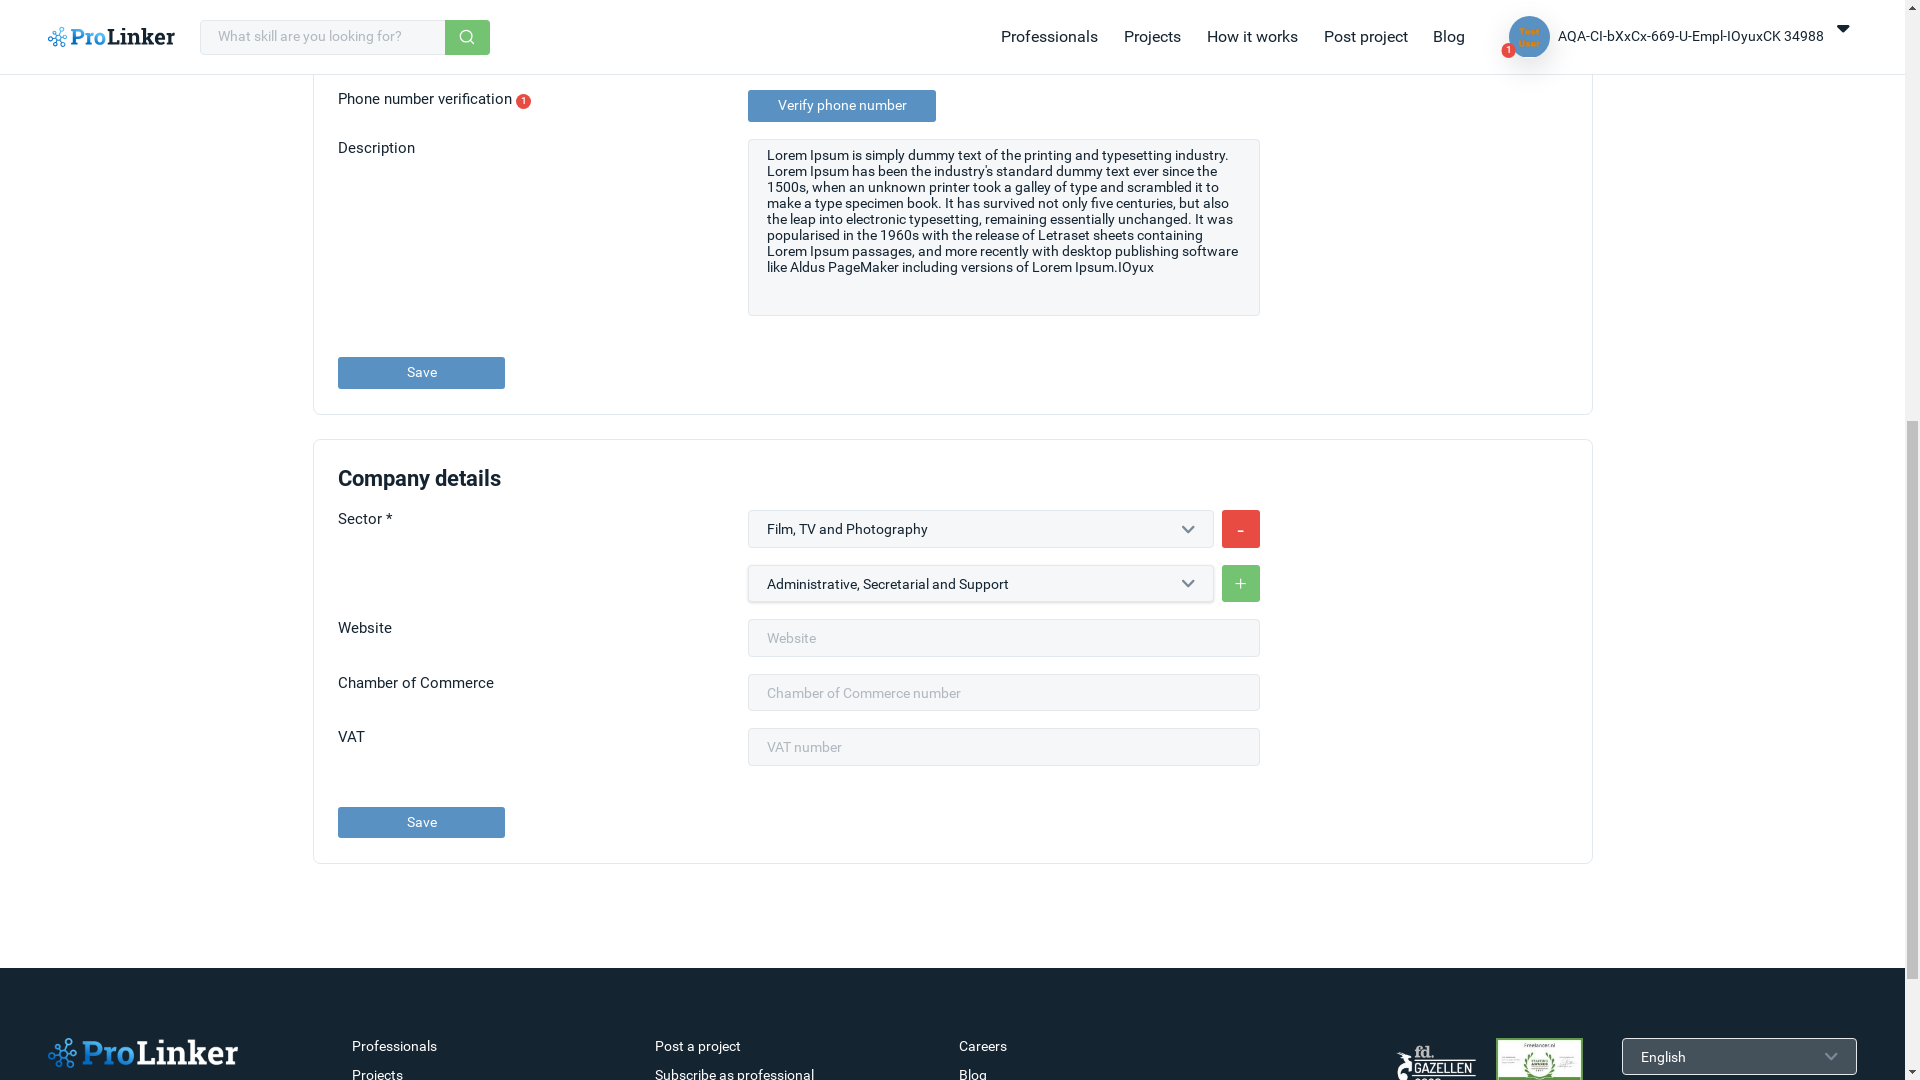 ProLinker
What skill are you looking for?
Professionals
Projects
How it works
Post project
Blog
Test
User
1
AQA-CI-bXxCx-669-U-Empl-IOyuxCK 34988
Phone number verification 1
Verify phone number
Description
Lorem Ipsum is simply dummy text of the printing and typesetting industry.
Lorem Ipsum has been the industry's standard dummy text ever since the
1500s, when an unknown printer took a galley of type and scrambled it to
make a type specimen book. It has survived not only five centuries, but also
the leap into electronic typesetting, remaining essentially unchanged. It was
popularised in the 1960s with the release of Letraset sheets containing
Lorem Ipsum passages, and more recently with desktop publishing software
like Aldus PageMaker including versions of Lorem Ipsum.IOyux
Save
Company details
Sector *
Film, TV and Photography
-
Administrative, Secretarial and Support
+
Website
Website
Chamber of Commerce
Chamber of Commerce number
VAT
VAT number
Save
ProLinker
Professionals
Projects
Post a project
Subscribe as professional
Careers
Blog
fd.
GAZELLEN
Freelancer.nl
English